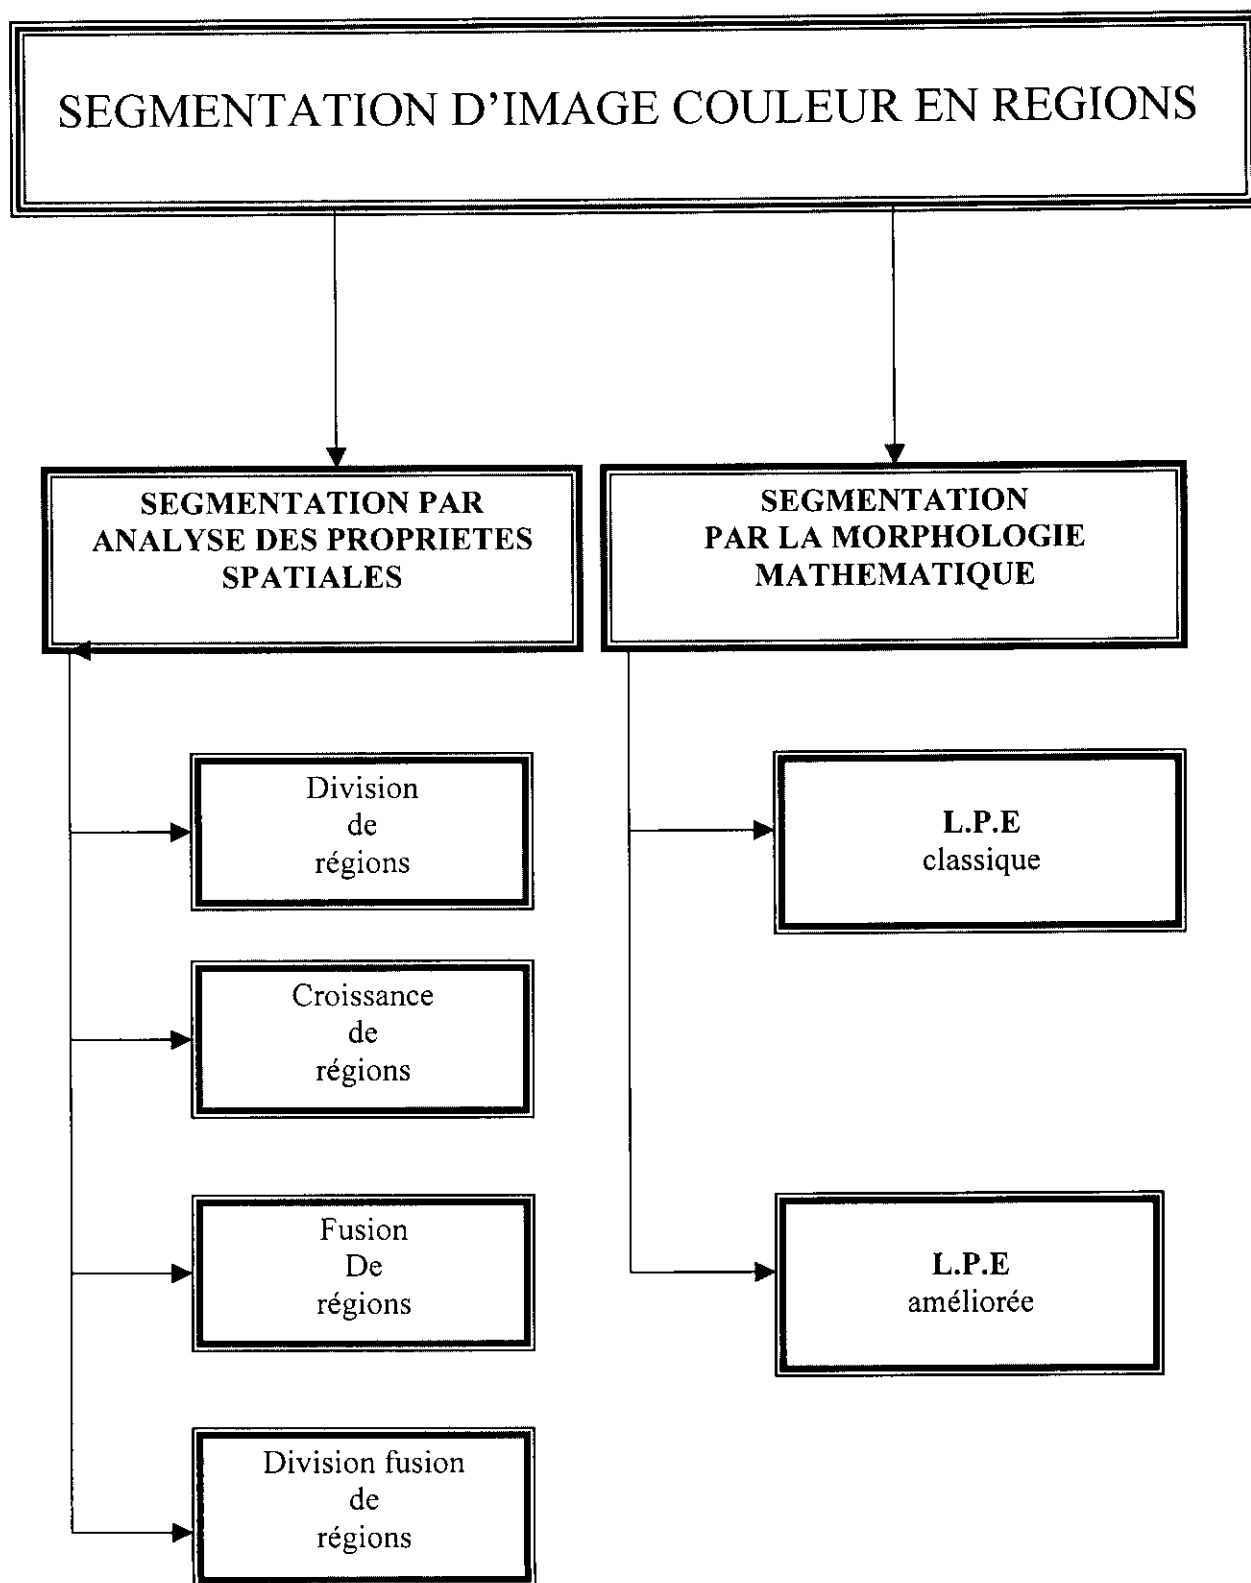 SEGMENTATION D'IMAGE COULEUR EN REGIONS
SEGMENTATION PAR
ANALYSE DES PROPRIETES
SPATIALES
SEGMENTATION
PAR LA MORPHOLOGIE
MATHEMATIQUE
Division
de
régions
L.P.E
classique
Croissance
de
régions
Fusion
De
régions
L.P.E
améliorée
Division fusion
de
régions